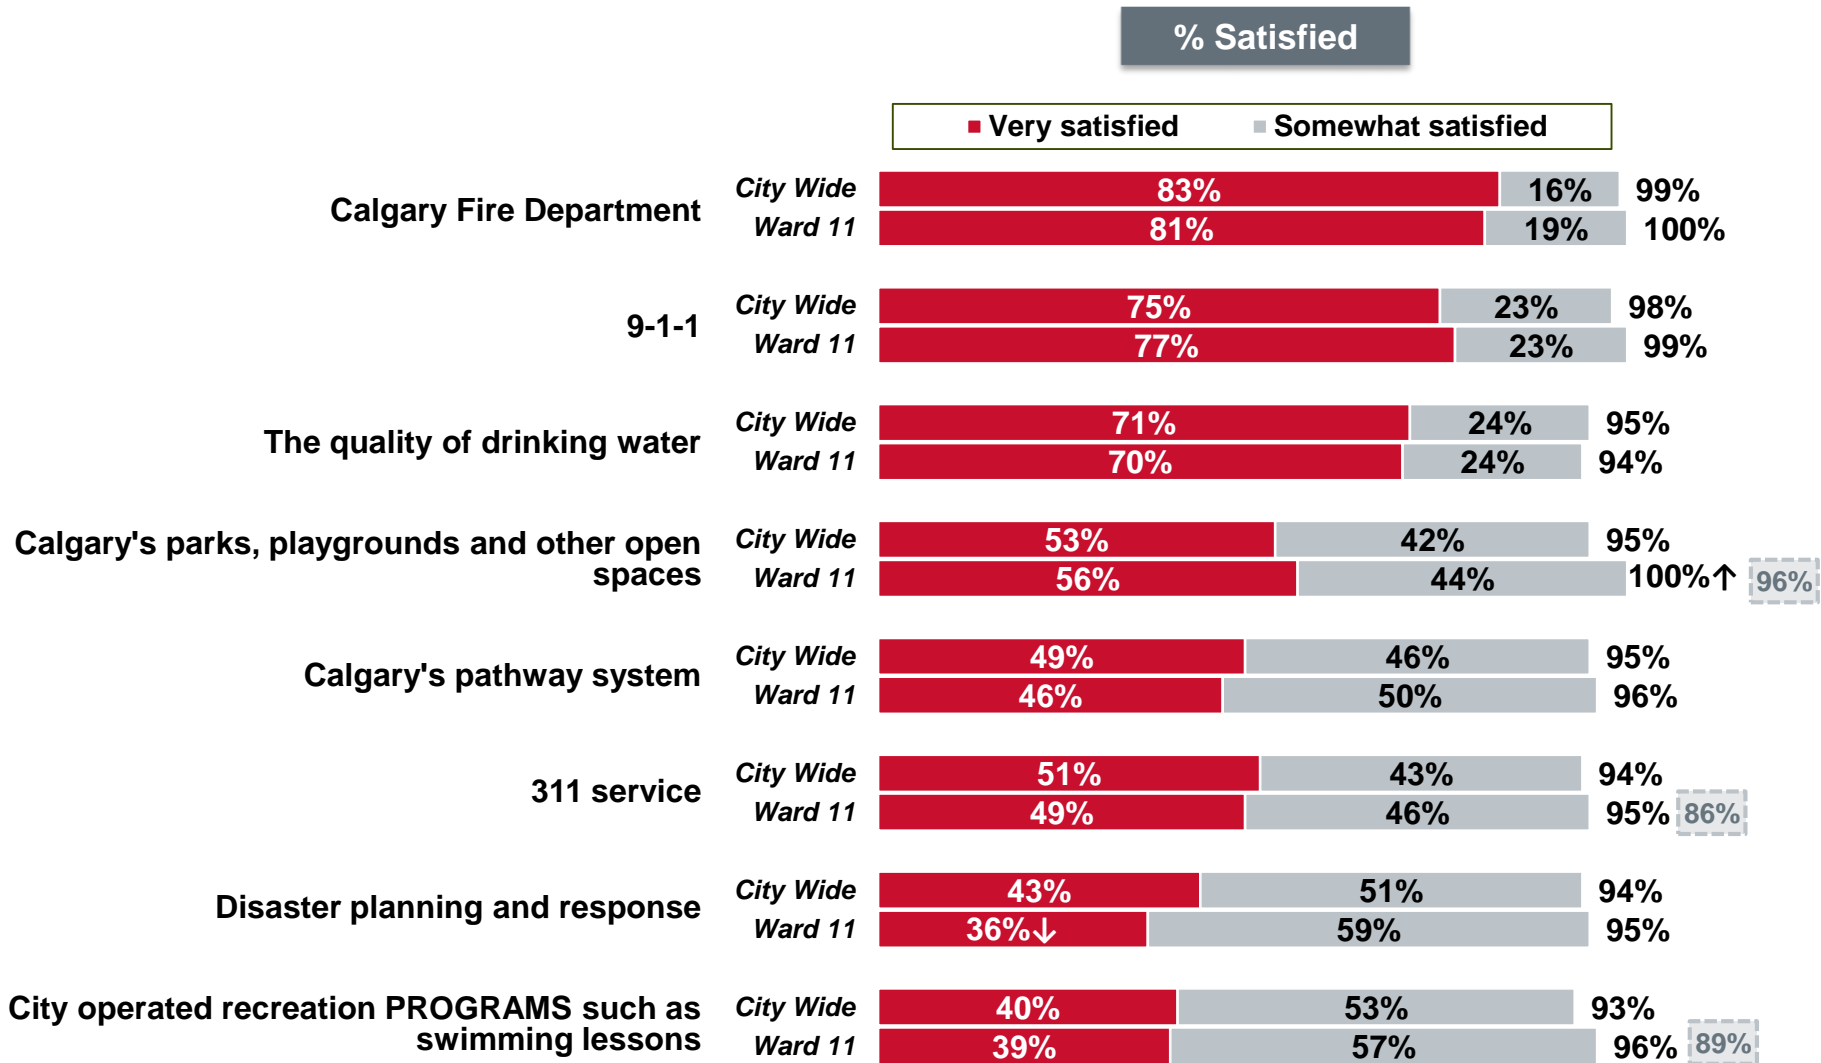 % Satisfied
Very satisfied Somewhat satisfied
Calgary Fire Department
City Wide 83% 16% 99%
Ward 11 81% 19% 100%
9-1-1
City Wide 75% 23% 98%
Ward 11 77% 23% 99%
The quality of drinking water
City Wide 71% 24% 95%
Ward 11 70% 24% 94%
Calgary's parks, playgrounds and other open
spaces
City Wide 53% 42% 95%
Ward 11 56% 44% 100%↑ 96%
Calgary's pathway system
City Wide 49% 46% 95%
Ward 11 46% 50% 96%
311 service
City Wide 51% 43% 94%
Ward 11 49% 46% 95% 86%
Disaster planning and response
City Wide 43% 51% 94%
Ward 11 36%↓ 59% 95%
City operated recreation PROGRAMS such as
swimming lessons
City Wide 40% 53% 93%
Ward 11 39% 57% 96% 89%